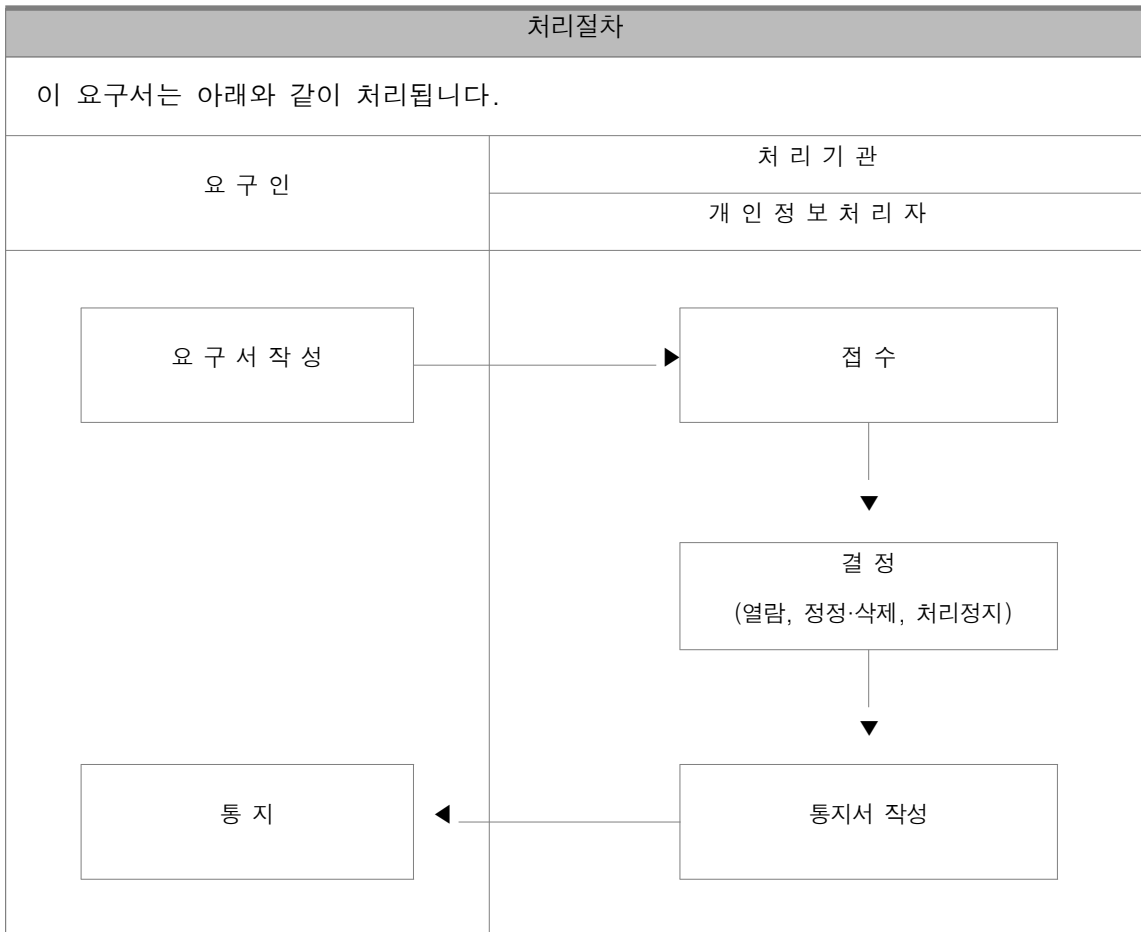 처리절차
이 요구서는 아래와 같이 처리됩니다.
요 구 인
처 리 기 관
개 인 정 보 처 리 자
요 구 서 작 성
접 수
결 정
(열람, 정정·삭제, 처리정지)
통 지
통지서 작성